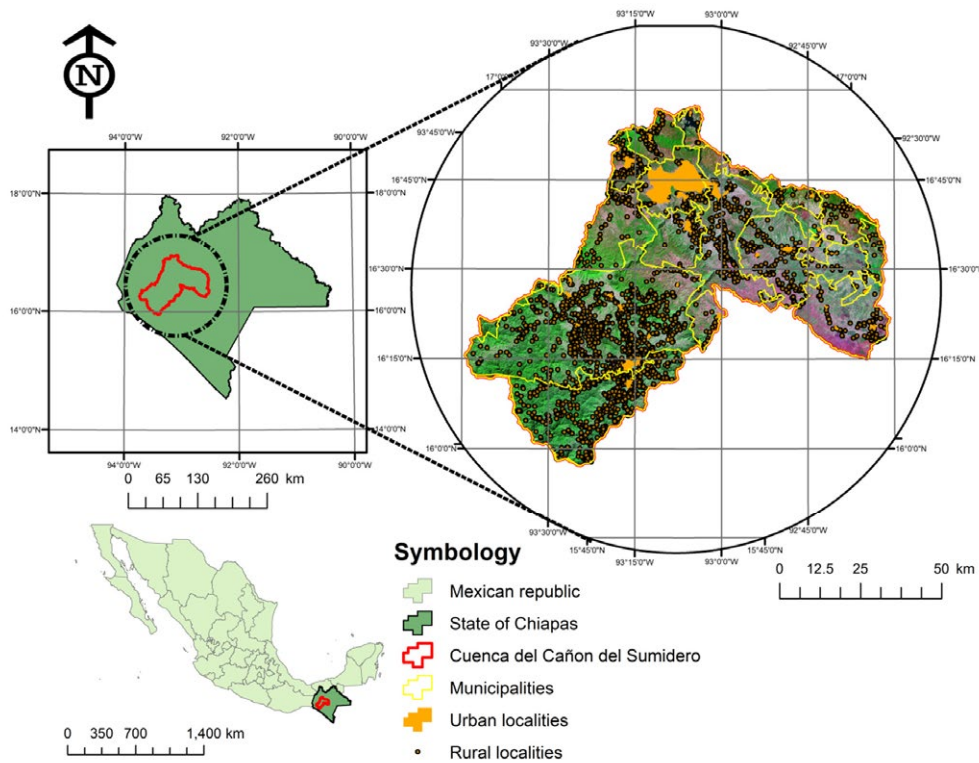 N
94°0'0"W 92°0'0"W 90°0'0"W
18°0'0"N
18°0'0"N
16°0'0"N
16°0'0"N
14°0'0"N
14°0'0"N
94°0'0"W 92°0'0"W 90°0'0"W
0 65 130 260 km
93°15'0"W 93°0'0"W
93°30'0"W
92°45'0"W
17°0'0"N
17°0'0"N
93°45'0"W
92°30'0"W
16°45'0"N
16°45'0"N
16°30'0"N
16°30'0"N
16°15'0"N
16°15'0"N
16°0'0"N
16°0'0"N
93°30'0"W
92°45'0"W
15°45'0"N
15°45'0"N
93°15'0"W 93°0'0"W
0 12.5 25 50 km
0 350 700 1,400 km
Symbology
Mexican republic
State of Chiapas
Cuenca del Cañon del Sumidero
Municipalities
Urban localities
Rural localities